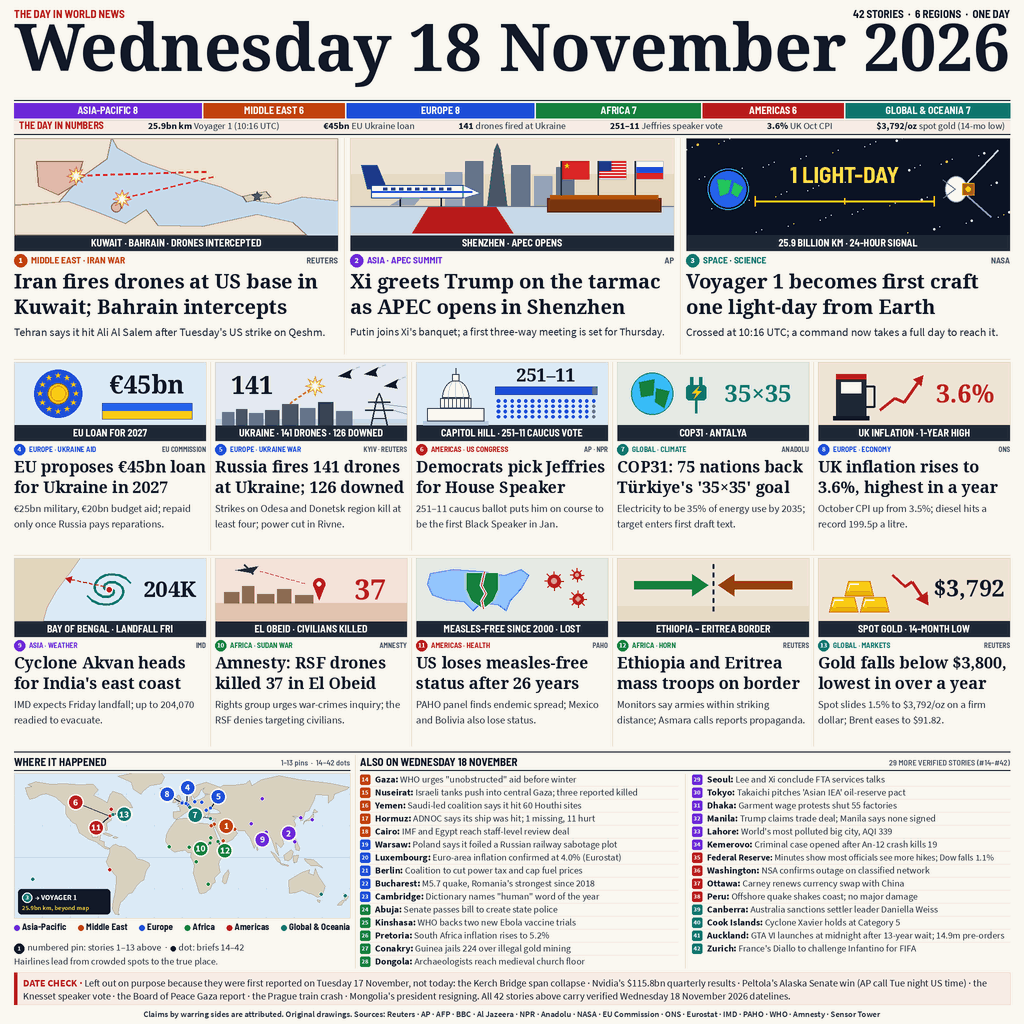 THE DAY IN WORLD NEWS
42 STORIES · 6 REGIONS · ONE DAY
Wednesday 18 November 2026
ASIA-PACIFIC 8
MIDDLE EAST 6
EUROPE 8
AFRICA 7
AMERICAS 6
GLOBAL & OCEANIA 7
THE DAY IN NUMBERS
25.9bn km Voyager 1 (10:16 UTC)
€45bn EU Ukraine loan
141 drones fired at Ukraine
251–11 Jeffries speaker vote
3.6% UK Oct CPI
$3,792/oz spot gold (14-mo low)
KUWAIT · BAHRAIN · DRONES INTERCEPTED
1 MIDDLE EAST · IRAN WAR
REUTERS
Iran fires drones at US base in
Kuwait; Bahrain intercepts
Tehran says it hit Ali Al Salem after Tuesday's US strike on Qeshm.
SHENZHEN · APEC OPENS
2 ASIA · APEC SUMMIT
AP
Xi greets Trump on the tarmac
as APEC opens in Shenzhen
Putin joins Xi's banquet; a first three-way meeting is set for Thursday.
1 LIGHT-DAY
25.9 BILLION KM · 24-HOUR SIGNAL
3 SPACE · SCIENCE
NASA
Voyager 1 becomes first craft
one light-day from Earth
Crossed at 10:16 UTC; a command now takes a full day to reach it.
€45bn
EU LOAN FOR 2027
4 EUROPE · UKRAINE AID
EU COMMISSION
EU proposes €45bn loan
for Ukraine in 2027
€25bn military, €20bn budget aid; repaid
only once Russia pays reparations.
141
UKRAINE · 141 DRONES · 126 DOWNED
5 EUROPE · UKRAINE WAR
KYIV · REUTERS
Russia fires 141 drones
at Ukraine; 126 downed
Strikes on Odesa and Donetsk region kill at
least four; power cut in Rivne.
251–11
CAPITOL HILL · 251–11 CAUCUS VOTE
6 AMERICAS · US CONGRESS
AP · NPR
Democrats pick Jeffries
for House Speaker
251–11 caucus ballot puts him on course to
be the first Black Speaker in Jan.
35×35
COP31 · ANTALYA
7 GLOBAL · CLIMATE
ANADOLU
COP31: 75 nations back
Türkiye's '35×35' goal
Electricity to be 35% of energy use by 2035;
target enters first draft text.
3.6%
UK INFLATION · 1-YEAR HIGH
8 EUROPE · ECONOMY
ONS
UK inflation rises to
3.6%, highest in a year
October CPI up from 3.5%; diesel hits a
record 199.5p a litre.
204K
BAY OF BENGAL · LANDFALL FRI
9 ASIA · WEATHER
IMD
Cyclone Akvan heads
for India's east coast
IMD expects Friday landfall; up to 204,070
readied to evacuate.
37
EL OBEID · CIVILIANS KILLED
10 AFRICA · SUDAN WAR
AMNESTY
Amnesty: RSF drones
killed 37 in El Obeid
Rights group urges war-crimes inquiry; the
RSF denies targeting civilians.
MEASLES-FREE SINCE 2000 · LOST
11 AMERICAS · HEALTH
PAHO
US loses measles-free
status after 26 years
PAHO panel finds endemic spread; Mexico
and Bolivia also lose status.
ETHIOPIA – ERITREA BORDER
12 AFRICA · HORN
REUTERS
Ethiopia and Eritrea
mass troops on border
Monitors say armies within striking
distance; Asmara calls reports propaganda.
$3,792
SPOT GOLD · 14-MONTH LOW
13 GLOBAL · MARKETS
REUTERS
Gold falls below $3,800,
lowest in over a year
Spot slides 1.5% to $3,792/oz on a firm
dollar; Brent eases to $91.82.
WHERE IT HAPPENED
1–13 pins · 14–42 dots
8
4
5
6
13
11
7
1
10
12
9
2
3 → VOYAGER 1
25.9bn km, beyond map
Asia-Pacific
Middle East
Europe
Africa
Americas
Global & Oceania
1 numbered pin: stories 1–13 above · dot: briefs 14–42
Hairlines lead from crowded spots to the true place.
ALSO ON WEDNESDAY 18 NOVEMBER
29 MORE VERIFIED STORIES (#14–#42)
14 Gaza: WHO urges "unobstructed" aid before winter
15 Nuseirat: Israeli tanks push into central Gaza; three reported killed
16 Yemen: Saudi-led coalition says it hit 60 Houthi sites
17 Hormuz: ADNOC says its ship was hit; 1 missing, 11 hurt
18 Cairo: IMF and Egypt reach staff-level review deal
19 Warsaw: Poland says it foiled a Russian railway sabotage plot
20 Luxembourg: Euro-area inflation confirmed at 4.0% (Eurostat)
21 Berlin: Coalition to cut power tax and cap fuel prices
22 Bucharest: M5.7 quake, Romania's strongest since 2018
23 Cambridge: Dictionary names "human" word of the year
24 Abuja: Senate passes bill to create state police
25 Kinshasa: WHO backs two new Ebola vaccine trials
26 Pretoria: South Africa inflation rises to 5.2%
27 Conakry: Guinea jails 224 over illegal gold mining
28 Dongola: Archaeologists reach medieval church floor
29 Seoul: Lee and Xi conclude FTA services talks
30 Tokyo: Takaichi pitches 'Asian IEA' oil-reserve pact
31 Dhaka: Garment wage protests shut 55 factories
32 Manila: Trump claims trade deal; Manila says none signed
33 Lahore: World's most polluted big city, AQI 339
34 Kemerovo: Criminal case opened after An-12 crash kills 19
35 Federal Reserve: Minutes show most officials see more hikes; Dow falls 1.1%
36 Washington: NSA confirms outage on classified network
37 Ottawa: Carney renews currency swap with China
38 Peru: Offshore quake shakes coast; no major damage
39 Canberra: Australia sanctions settler leader Daniella Weiss
40 Cook Islands: Cyclone Xavier holds at Category 5
41 Auckland: GTA VI launches at midnight after 13-year wait; 14.9m pre-orders
42 Zurich: France's Diallo to challenge Infantino for FIFA
DATE CHECK · Left out on purpose because they were first reported on Tuesday 17 November, not today: the Kerch Bridge span collapse · Nvidia's $115.8bn quarterly results · Peltola's Alaska Senate win (AP call Tue night US time) · the
Knesset speaker vote · the Board of Peace Gaza report · the Prague train crash · Mongolia's president resigning. All 42 stories above carry verified Wednesday 18 November 2026 datelines.
Claims by warring sides are attributed. Original drawings. Sources: Reuters · AP · AFP · BBC · Al Jazeera · NPR · Anadolu · NASA · EU Commission · ONS · Eurostat · IMD · PAHO · WHO · Amnesty · Sensor Tower